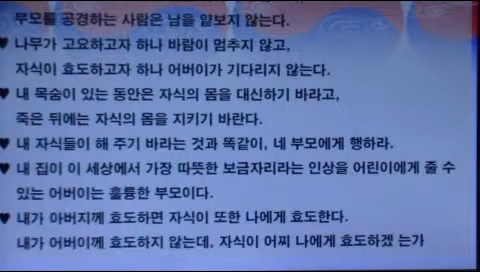 부모를 공경하는 사람은 남을 얕보지 않는다.
♥ 나무가 고요하고자 하나 바람이 멈추지 않고,
자식이 효도하고자 하나 어버이가 기다리지 않는다.
♥ 내 목숨이 있는 동안은 자식의 몸을 대신하기 바라고,
죽은 뒤에는 자식의 몸을 지키기 바란다.
♥ 내 자식들이 해 주기 바라는 것과 똑같이, 네 부모에게 행하라.
♥ 내 집이 이 세상에서 가장 따뜻한 보금자리라는 인상을 어린이에게 줄 수
있는 어버이는 훌륭한 부모이다.
♥ 내가 아버지께 효도하면 자식이 또한 나에게 효도한다.
내가 어버이께 효도하지 않는데, 자식이 어찌 나에게 효도하겠 는가